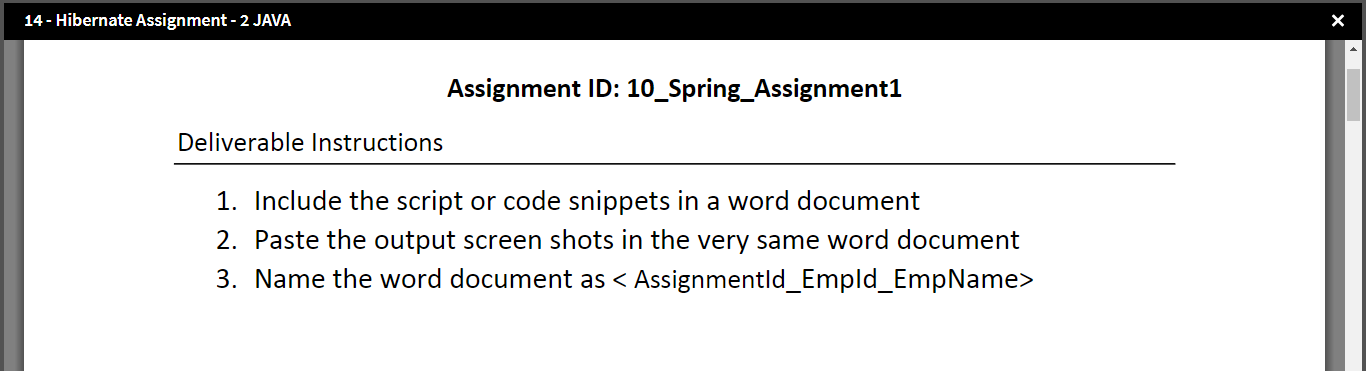 14 - Hibernate Assignment - 2 JAVA
Assignment ID: 10_Spring_Assignment1
Deliverable Instructions
1. Include the script or code snippets in a word document
2. Paste the output screen shots in the very same word document
3. Name the word document as < AssignmentId_EmpId_EmpName>